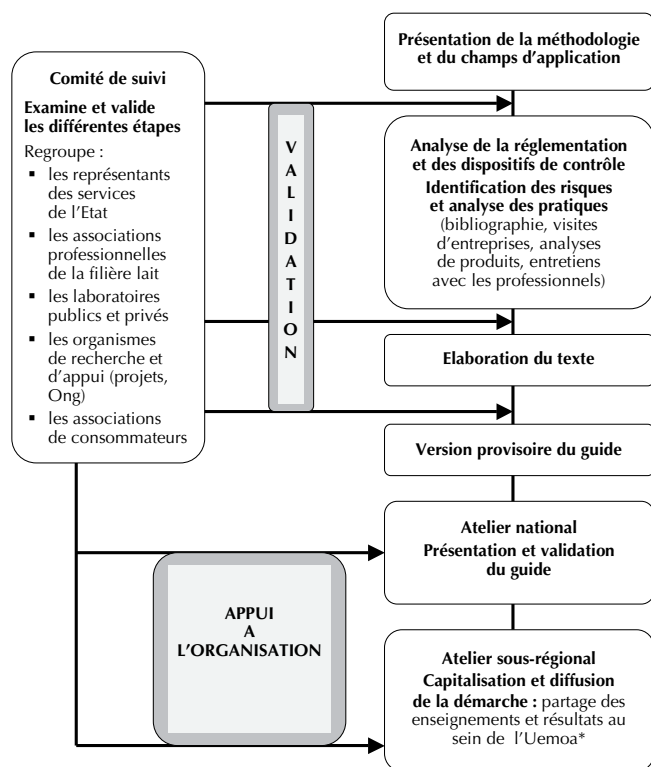 Comité de suivi
Examine et valide
les différentes étapes
Regroupe :
▪ les représentants
des services
de l'Etat
▪ les associations
professionnelles
de la filière lait
▪ les laboratoires
publics et privés
▪ les organismes
de recherche et
d'appui (projets,
Ong)
▪ les associations
de consommateurs
VALIDATION
APPUI
A
L'ORGANISATION
Présentation de la méthodologie
et du champs d'application
Analyse de la réglementation
et des dispositifs de contrôle
Identification des risques
et analyse des pratiques
(bibliographie, visites
d'entreprises, analyses
de produits, entretiens
avec les professionnels)
Elaboration du texte
Version provisoire du guide
Atelier national
Présentation et validation
du guide
Atelier sous-régional
Capitalisation et diffusion
de la démarche : partage des
enseignements et résultats au
sein de l'Uemoa*